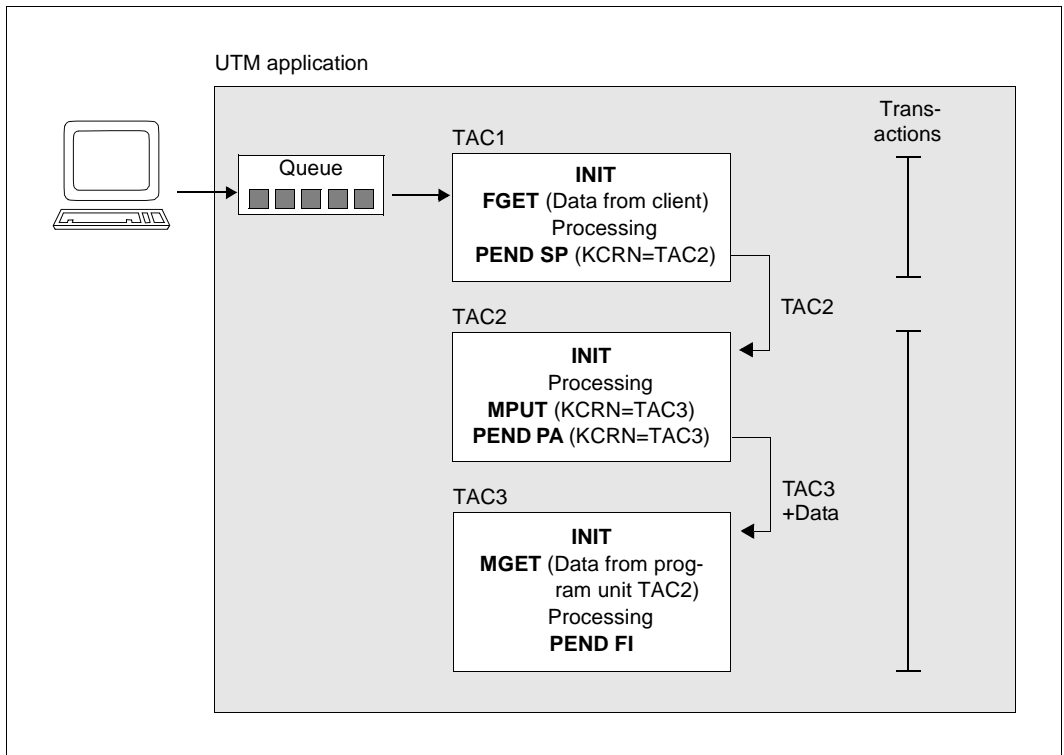 UTM application
Trans-
actions
Queue
TAC1
INIT
FGET (Data from client)
Processing
PEND SP (KCRN=TAC2)
TAC2
TAC2
INIT
Processing
MPUT (KCRN=TAC3)
PEND PA (KCRN=TAC3)
TAC3
+Data
TAC3
INIT
MGET (Data from prog-
ram unit TAC2)
Processing
PEND FI